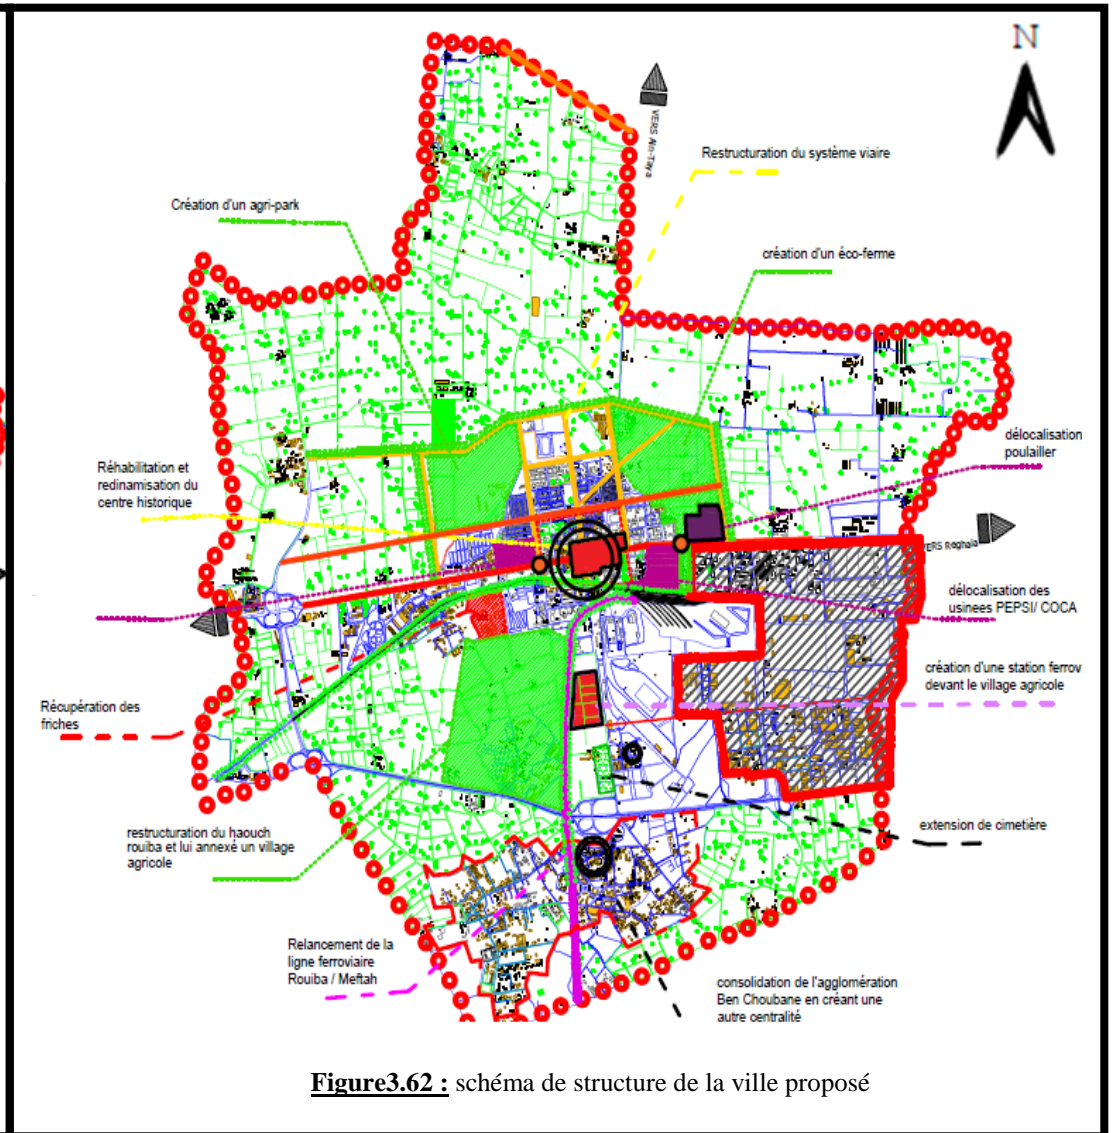 N
VERS Ain-Taya
Restructuration du système viaire
Création d'un agri-park
création d'un éco-ferme
délocalisation
poulailler
Réhabilitation et
redinamisation du
centre historique
VERS Reghaia
délocalisation des
usinees PEPSI/ COCA
création d'une station ferrov
devant le village agricole
Récupération des
friches
extension de cimetière
restructuration du haouch
rouiba et lui annexé un village
agricole
Relancement de la
ligne ferroviaire
Rouiba / Meftah
consolidation de l'agglomération
Ben Choubane en créant une
autre centralité
Figure3.62 : schéma de structure de la ville proposé